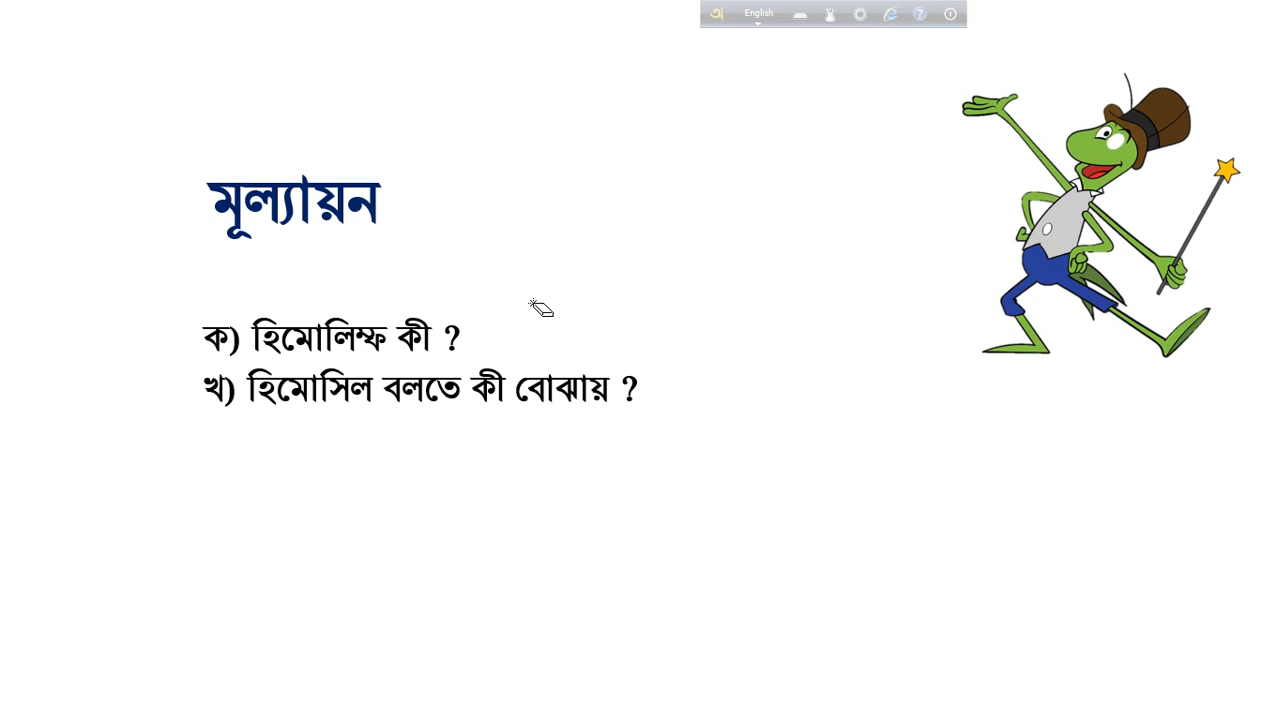 English
মূল্যায়ন
ক) হিমোলিম্ফ কী ?
খ) হিমোসিল বলতে কী বোঝায় ?